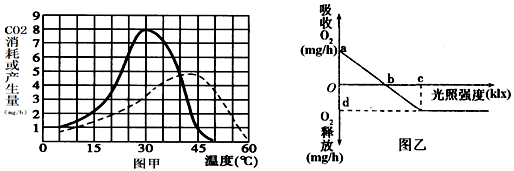 CO2
消耗或产生量
(mg/h)
9
8
7
6
5
4
3
2
1
0 15 30 45 60
图甲 温度(℃)
吸收
O2
(mg/h)
a
b c
O
光照强度(klx)
d
O2
释放
(mg/h)
图乙